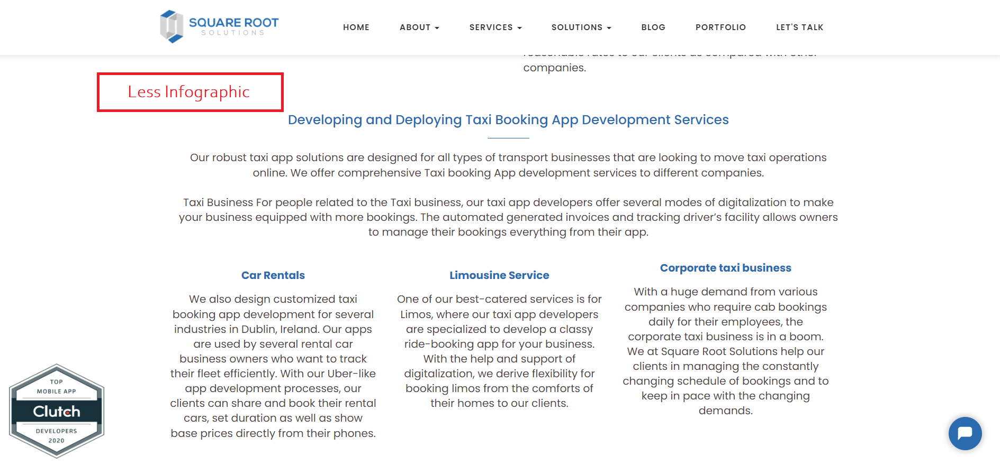 SQUARE ROOT
SOLUTIONS
HOME
ABOUT
SERVICES
SOLUTIONS
BLOG
PORTFOLIO
LET'S TALK
reasonable rates to our clients as compared with other
companies.
Less Infographic
Developing and Deploying Taxi Booking App Development Services
Our robust taxi app solutions are designed for all types of transport businesses that are looking to move taxi operations
online. We offer comprehensive Taxi booking App development services to different companies.
Taxi Business For people related to the Taxi business, our taxi app developers offer several modes of digitalization to make
your business equipped with more bookings. The automated generated invoices and tracking driver’s facility allows owners
to manage their bookings everything from their app.
Car Rentals
We also design customized taxi
booking app development for several
industries in Dublin, Ireland. Our apps
are used by several rental car
business owners who want to track
their fleet efficiently. With our Uber-like
app development processes, our
clients can share and book their rental
cars, set duration as well as show
base prices directly from their phones.
Limousine Service
One of our best-catered services is for
Limos, where our taxi app developers
are specialized to develop a classy
ride-booking app for your business.
With the help and support of
digitalization, we derive flexibility for
booking limos from the comforts of
their homes to our clients.
Corporate taxi business
With a huge demand from various
companies who require cab bookings
daily for their employees, the
corporate taxi business is in a boom.
We at Square Root Solutions help our
clients in managing the constantly
changing schedule of bookings and to
keep in pace with the changing
demands.
TOP
MOBILE APP
Clutch
DEVELOPERS
2020